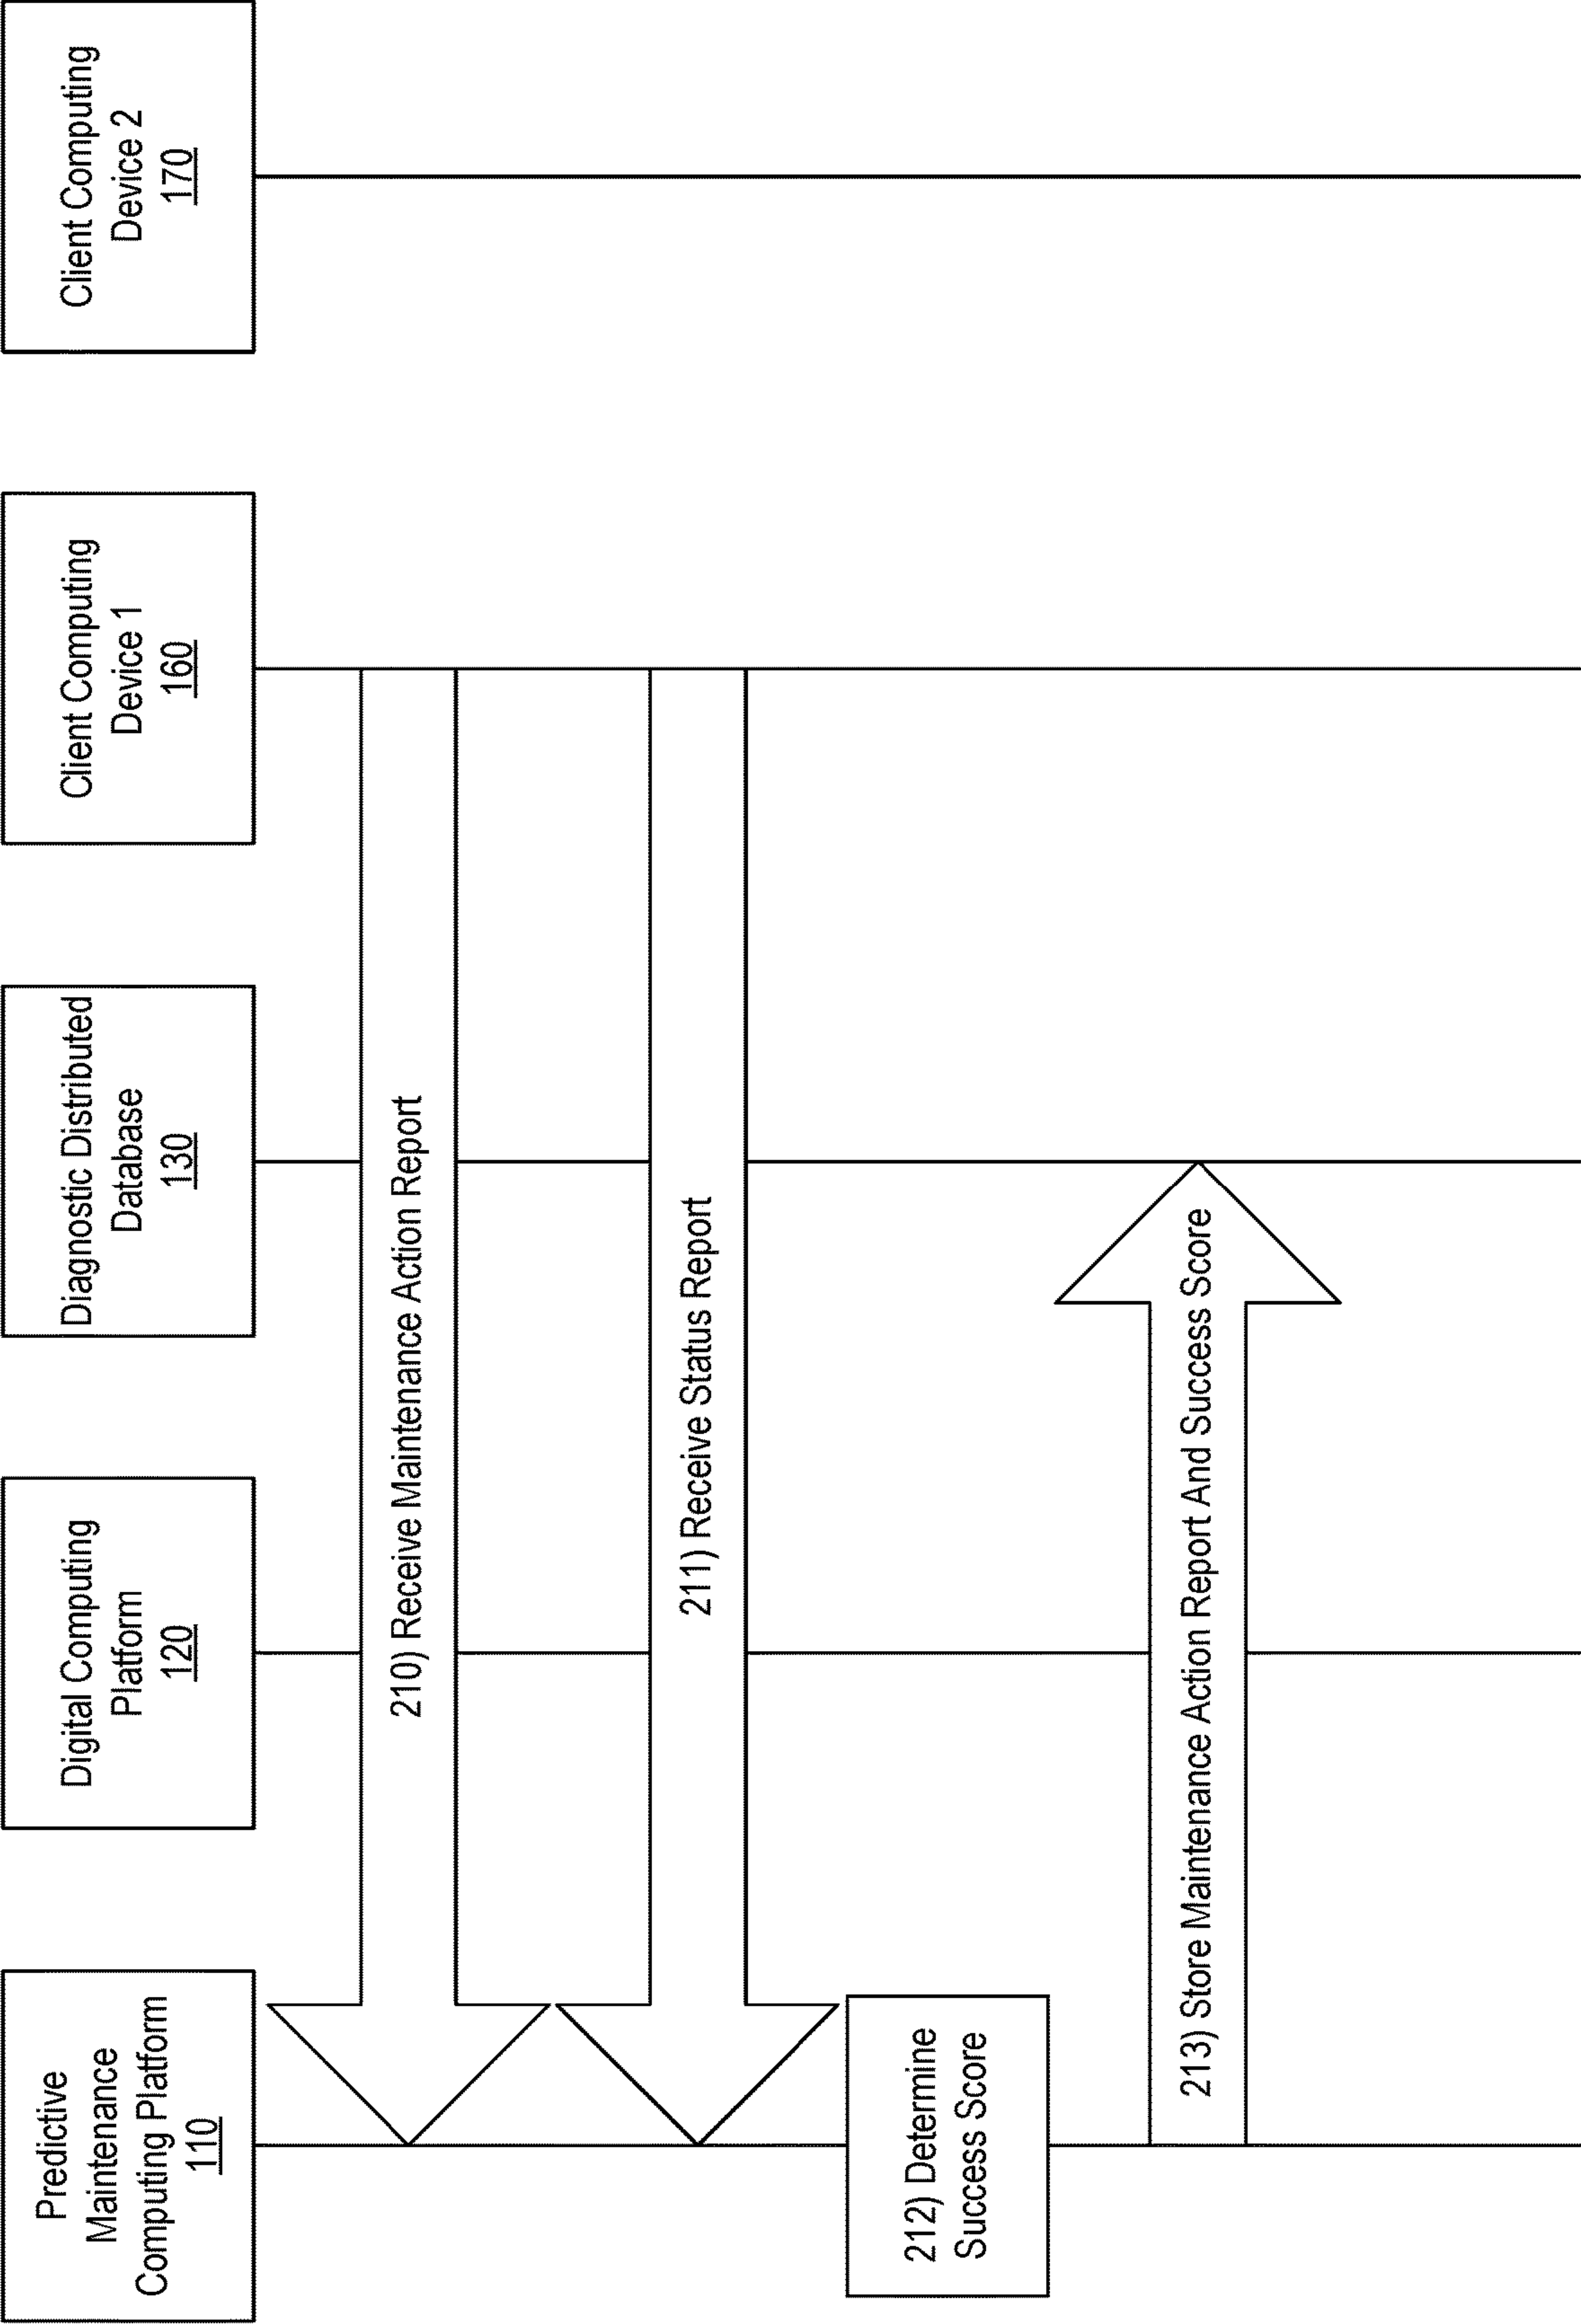 Predictive
Maintenance
Computing Platform
110
Digital Computing
Platform
120
Diagnostic Distributed
Database
130
Client Computing
Device 1
160
Client Computing
Device 2
170
210) Receive Maintenance Action Report
211) Receive Status Report
212) Determine
Success Score
213) Store Maintenance Action Report And Success Score